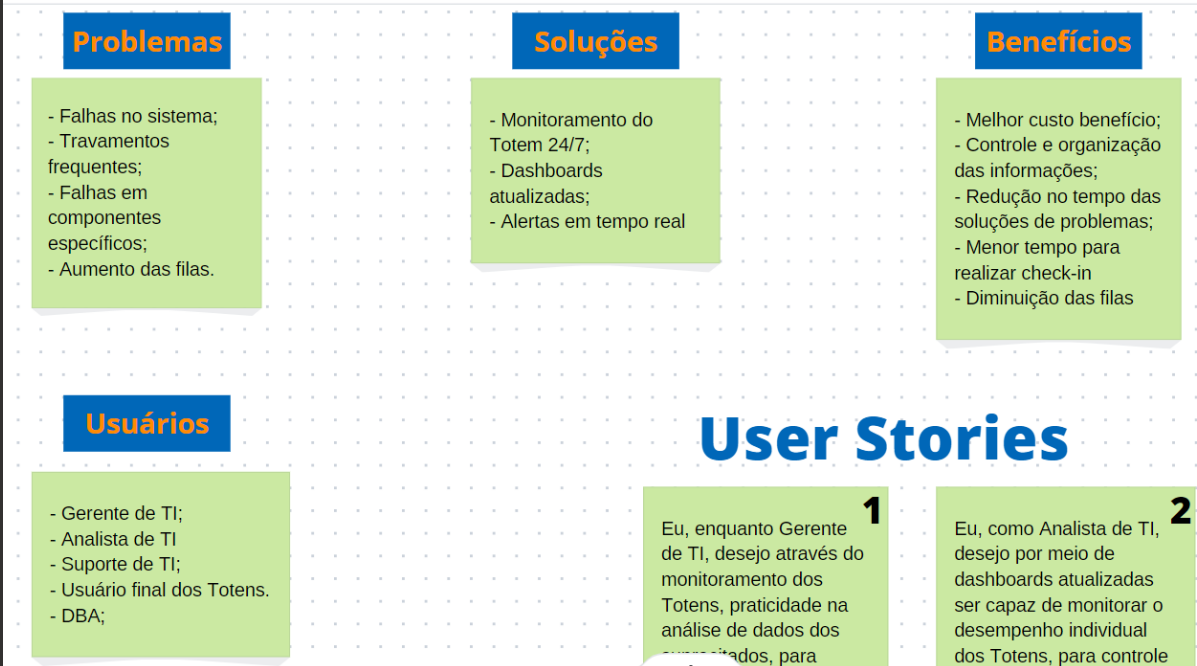 Problemas
- Falhas no sistema;
- Travamentos
frequentes;
- Falhas em
componentes
específicos;
- Aumento das filas.
Soluções
- Monitoramento do
Totem 24/7;
- Dashboards
atualizadas;
- Alertas em tempo real
Benefícios
- Melhor custo benefício;
- Controle e organização
das informações;
- Redução no tempo das
soluções de problemas;
- Menor tempo para
realizar check-in
- Diminuição das filas
Usuários
- Gerente de TI;
- Analista de TI
- Suporte de TI;
- Usuário final dos Totens.
- DBA;
User Stories
1
Eu, enquanto Gerente
de TI, desejo através do
monitoramento dos
Totens, praticidade na
análise de dados dos
para
2
Eu, como Analista de TI,
desejo por meio de
dashboards atualizadas
ser capaz de monitorar o
desempenho individual
dos Totens, para controle